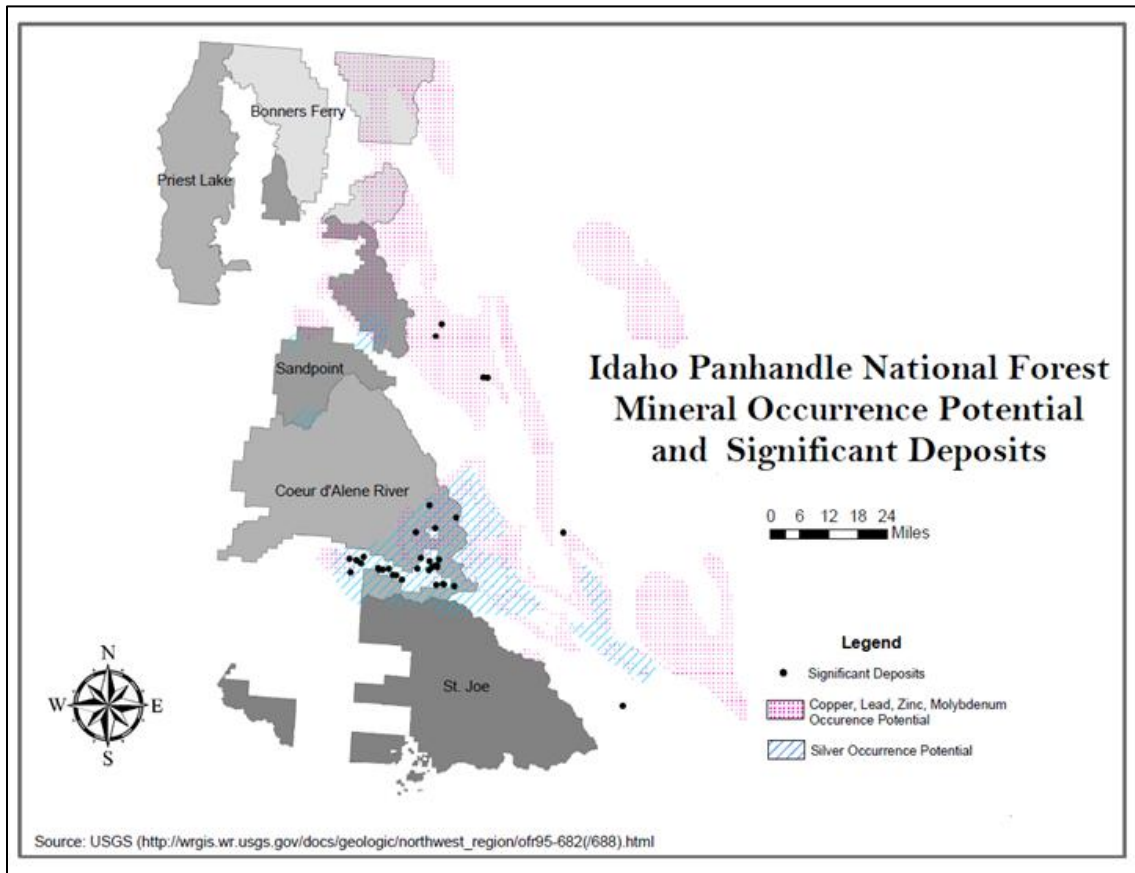 Bonners Ferry
Priest Lake
Sandpoint
Coeur d'Alene River
St. Joe
Idaho Panhandle National Forest
Mineral Occurrence Potential
and Significant Deposits
0 6 12 18 24
Miles
N
W E
S
Legend
Significant Deposits
Copper, Lead, Zinc, Molybdenum
Occurence Potential
Silver Occurrence Potential
Source: USGS (http://wrgis.wr.usgs.gov/docs/geologic/northwest_region/ofr95-682(/688).html